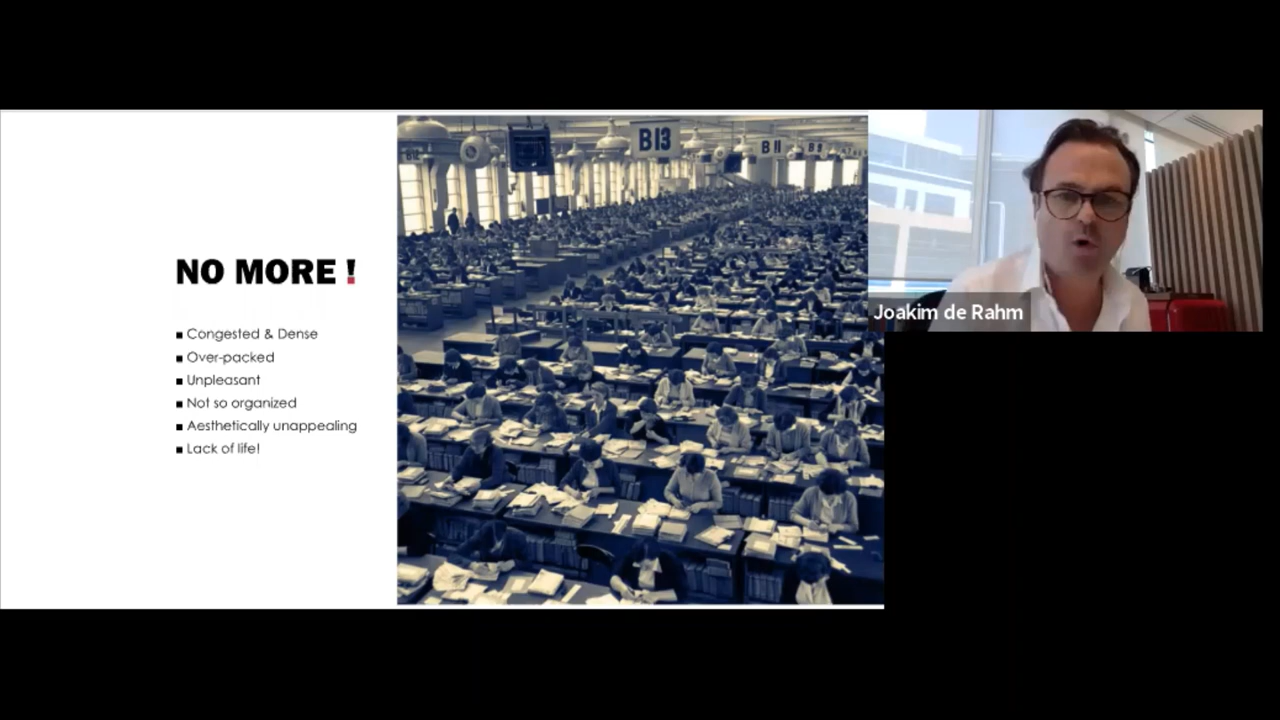 NO MORE !
Congested & Dense
Over-packed
Unpleasant
Not so organized
Aesthetically unappealing
Lack of life!
B13
B11
B9
Joakim de Rahm